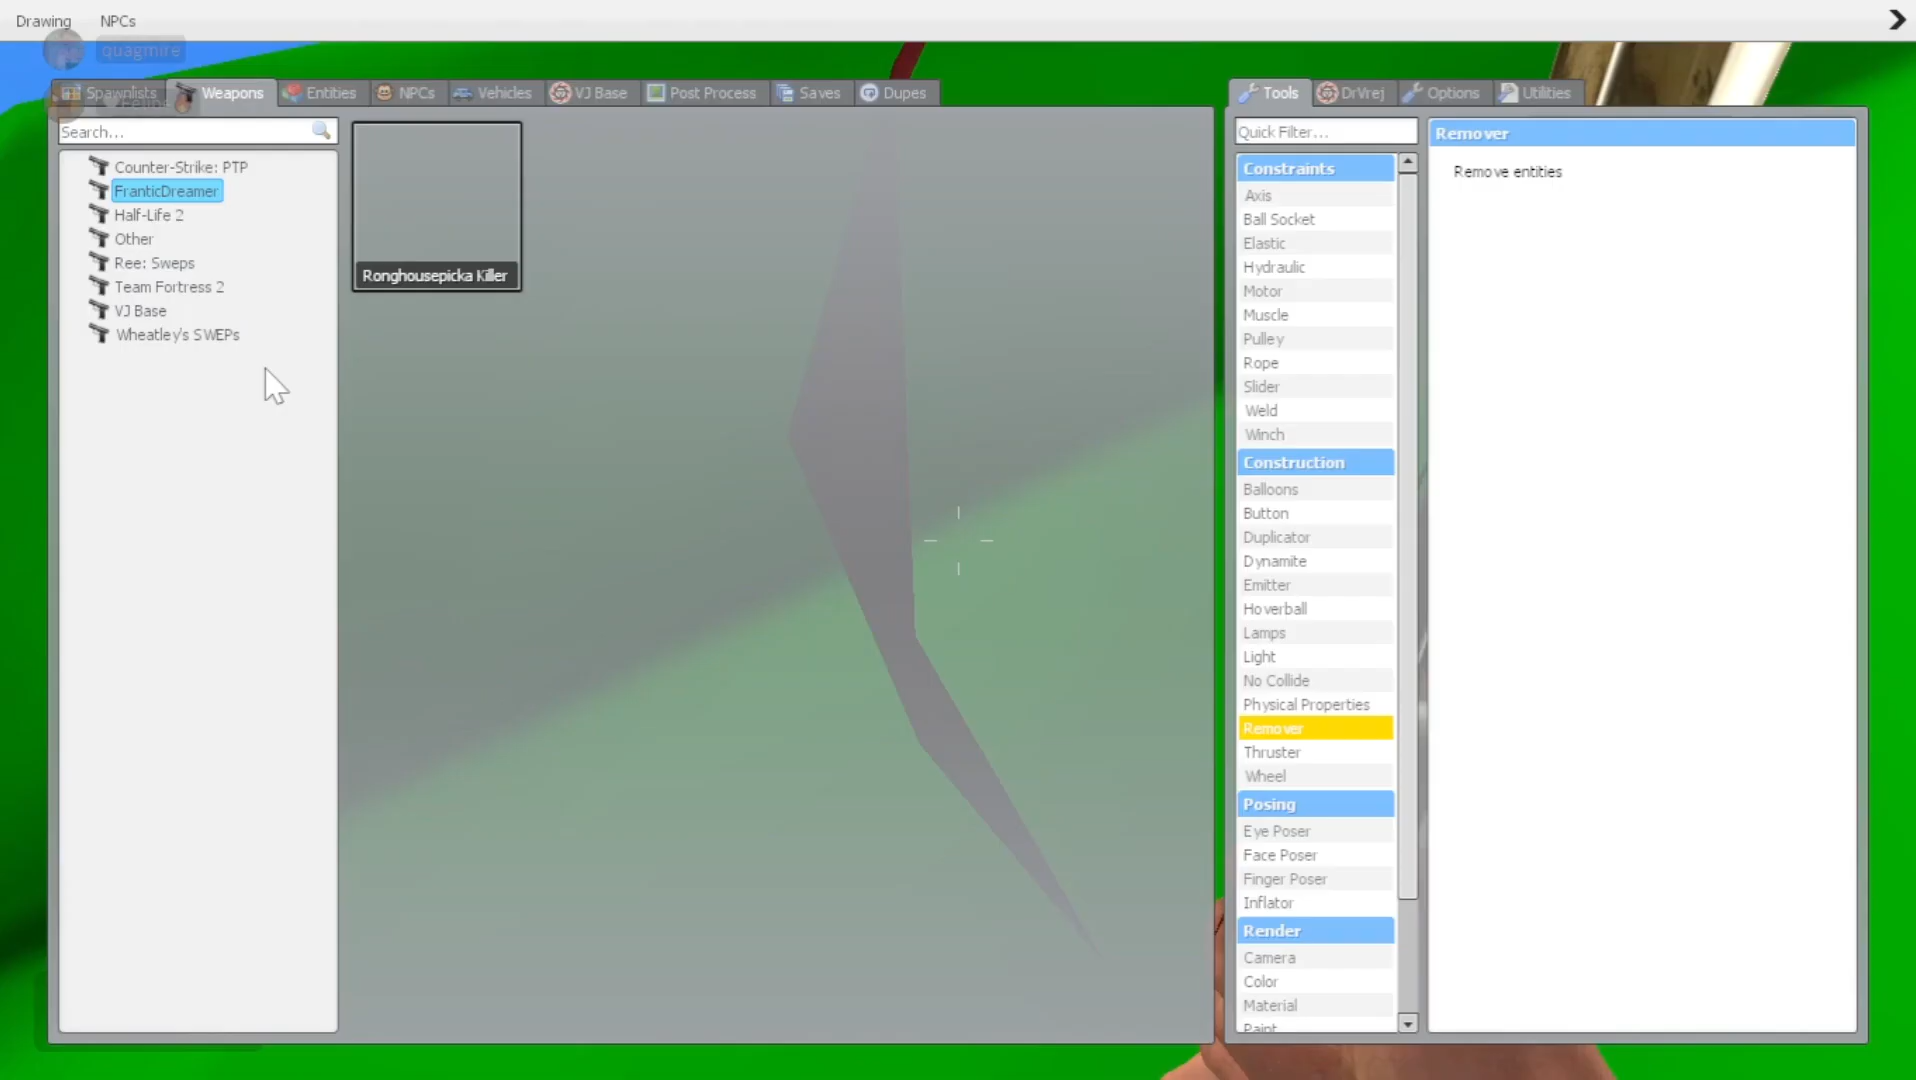 Drawing NPCs
quagmire
Spawnlists Weapons Entities NPCs Vehicles VJ Base Post Process Saves Dupes
Felipe
Search...
Counter-Strike: PTP
FranticDreamer
Half-Life 2
Other
Ree: Sweps
Team Fortress 2
VJ Base
Wheatley's SWEPs
Ronghousepicka Killer
Tools DrVrej Options Utilities
Quick Filter...
Constraints
Axis
Ball Socket
Elastic
Hydraulic
Motor
Muscle
Pulley
Rope
Slider
Weld
Winch
Construction
Balloons
Button
Duplicator
Dynamite
Emitter
Hoverball
Lamps
Light
No Collide
Physical Properties
Remover
Thruster
Wheel
Posing
Eye Poser
Face Poser
Finger Poser
Inflator
Render
Camera
Color
Material
Paint
Remover
Remove entities